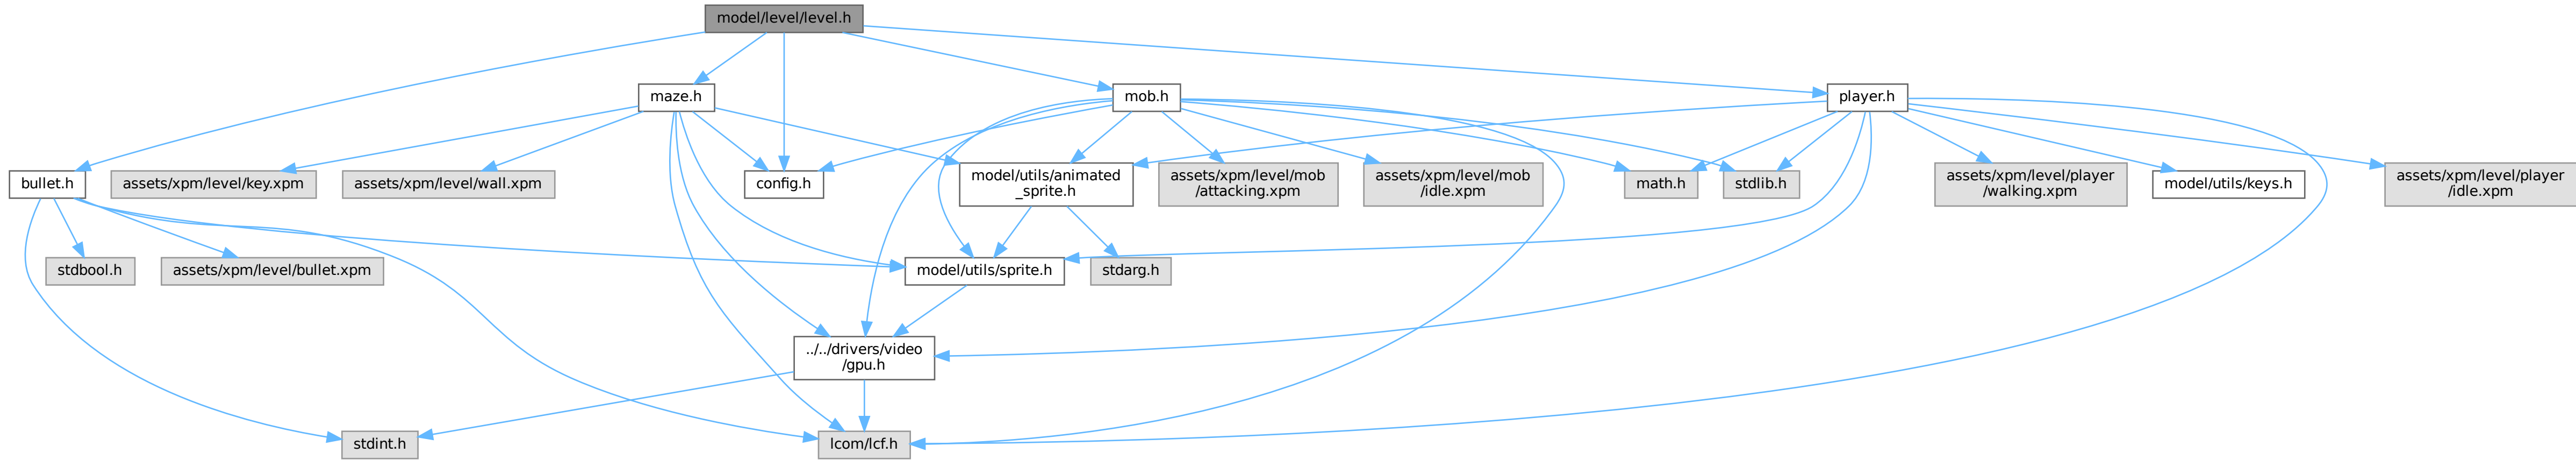 model/level/level.h
maze.h
mob.h
player.h
bullet.h
assets/xpm/level/key.xpm
assets/xpm/level/wall.xpm
config.h
model/utils/animated
_sprite.h
assets/xpm/level/mob
/attacking.xpm
assets/xpm/level/mob
/idle.xpm
math.h
stdlib.h
assets/xpm/level/player
/walking.xpm
model/utils/keys.h
assets/xpm/level/player
/idle.xpm
stdbool.h
assets/xpm/level/bullet.xpm
model/utils/sprite.h
stdarg.h
../../drivers/video
/gpu.h
stdint.h
lcom/lcf.h